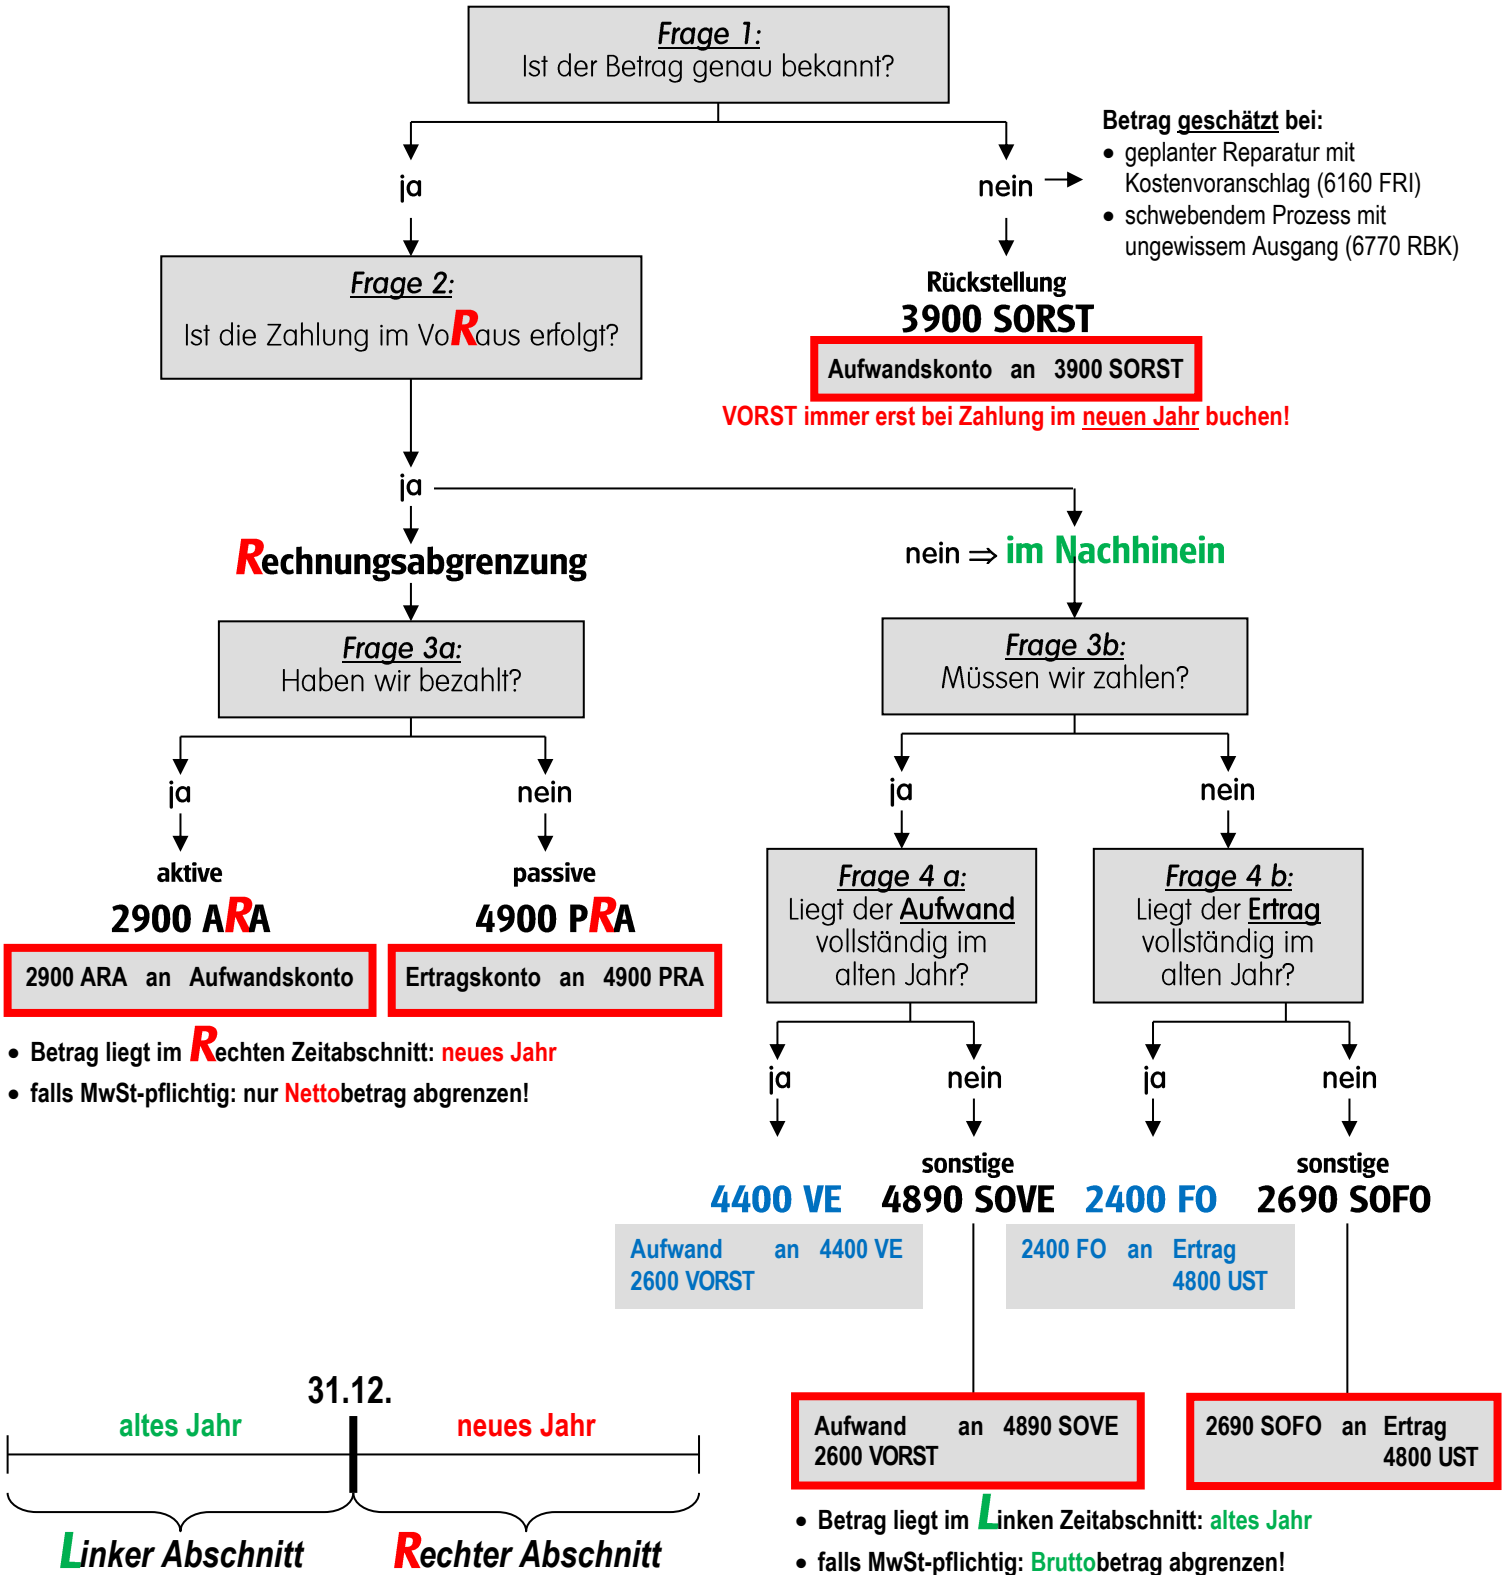 Frage 1:
Ist der Betrag genau bekannt?
Betrag geschätzt bei:
• geplanter Reparatur mit
Kostenvoranschlag (6160 FRI)
• schwebendem Prozess mit
ungewissem Ausgang (6770 RBK)
ja
nein
Frage 2:
Ist die Zahlung im VoRaus erfolgt?
Rückstellung
3900 SORST
Aufwandskonto an 3900 SORST
VORST immer erst bei Zahlung im neuen Jahr buchen!
ja
Rechnungsabgrenzung
nein ⇒ im Nachhinein
Frage 3a:
Haben wir bezahlt?
Frage 3b:
Müssen wir zahlen?
ja
nein
ja
nein
aktive
2900 ARA
passive
4900 PRA
2900 ARA an Aufwandskonto
Ertragskonto an 4900 PRA
• Betrag liegt im Rechten Zeitabschnitt: neues Jahr
• falls MwSt-pflichtig: nur Nettobetrag abgrenzen!
Frage 4 a:
Liegt der Aufwand
vollständig im
alten Jahr?
Frage 4 b:
Liegt der Ertrag
vollständig im
alten Jahr?
ja
nein
ja
nein
4400 VE
sonstige
4890 SOVE
2400 FO
sonstige
2690 SOFO
Aufwand an 4400 VE
2600 VORST
2400 FO an Ertrag
4800 UST
31.12.
altes Jahr
neues Jahr
Linker Abschnitt
Rechter Abschnitt
Aufwand an 4890 SOVE
2600 VORST
2690 SOFO an Ertrag
4800 UST
• Betrag liegt im Linken Zeitabschnitt: altes Jahr
• falls MwSt-pflichtig: Bruttobetrag abgrenzen!